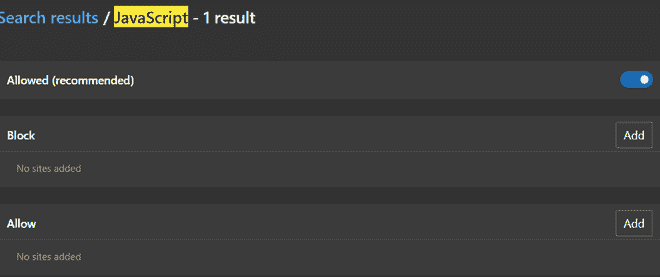 Search results / JavaScript - 1 result
Allowed (recommended)
Block
Add
No sites added
Allow
Add
No sites added